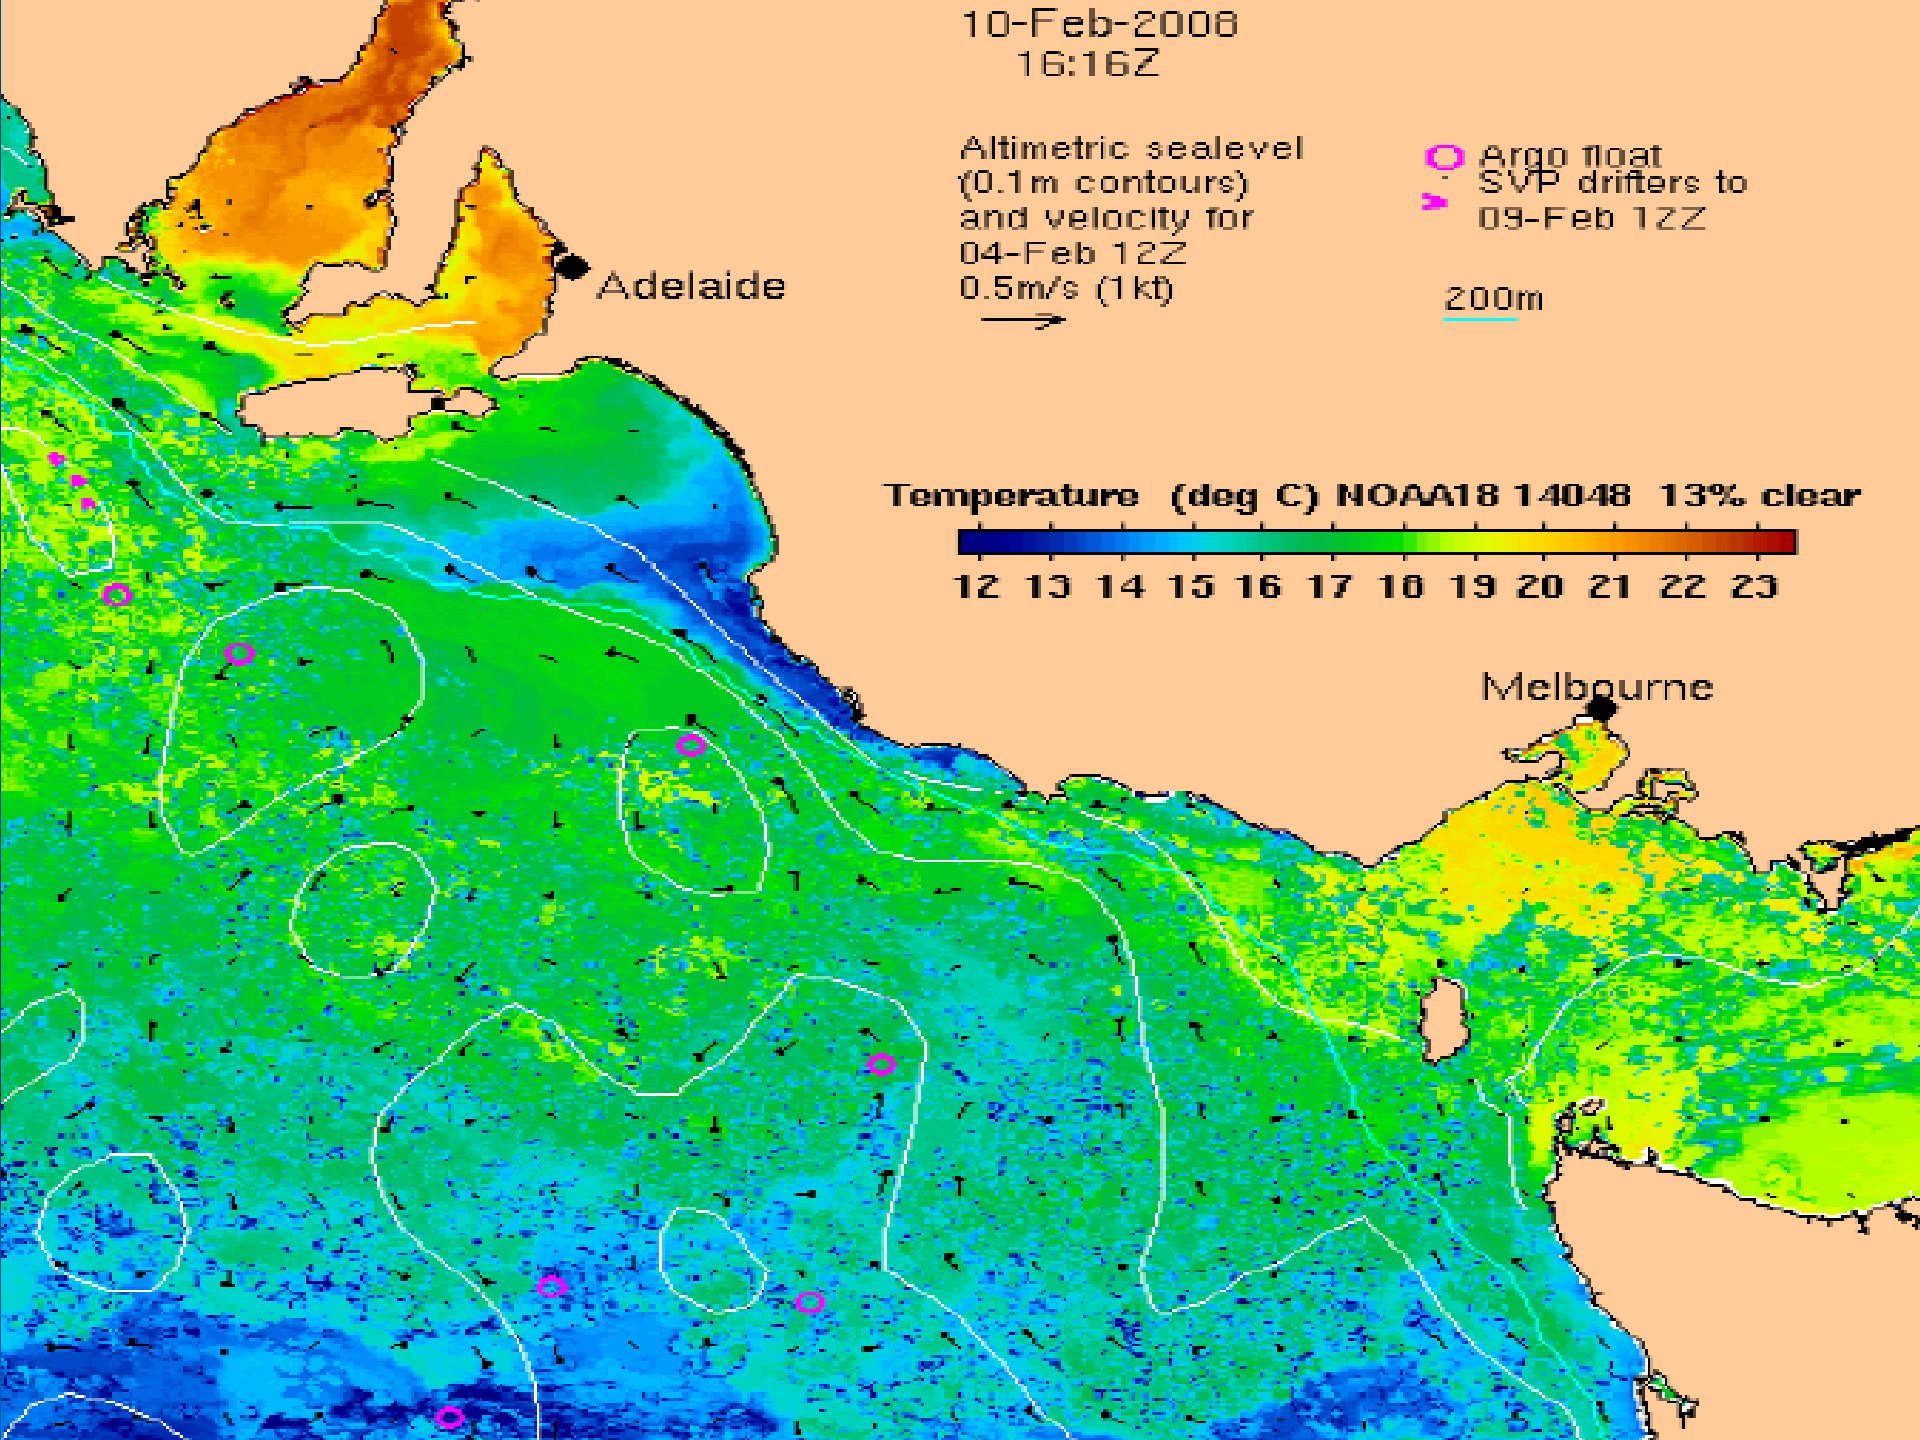 10-Feb-2008
16:16Z
Altimetric sealevel
(0.1m contours)
and velocity for
04-Feb 12Z
0.5m/s (1kt)
Argo float
SVP drifters to
09-Feb 12Z
200m
Adelaide
Temperature (deg C) NOAA18 14048 13% clear
12 13 14 15 16 17 18 19 20 21 22 23
Melbourne